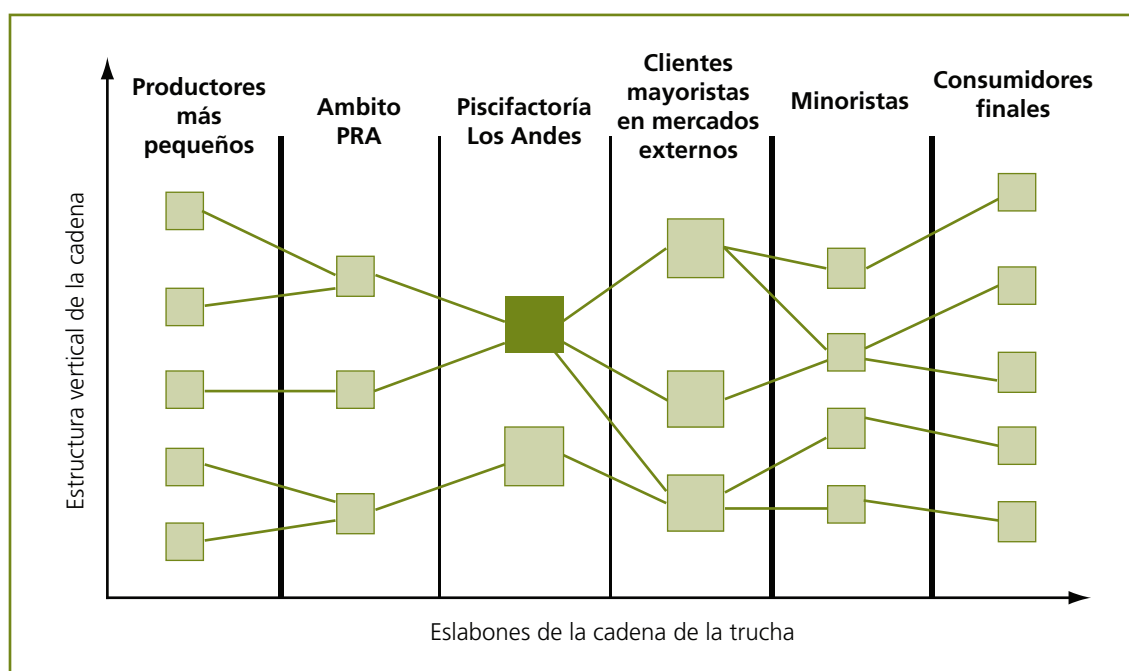 Productores
más
pequeños
Ambito
PRA
Piscifactoría
Los Andes
Clientes
mayoristas
en mercados
externos
Minoristas
Consumidores
finales
Estructura vertical de la cadena
Eslabones de la cadena de la trucha